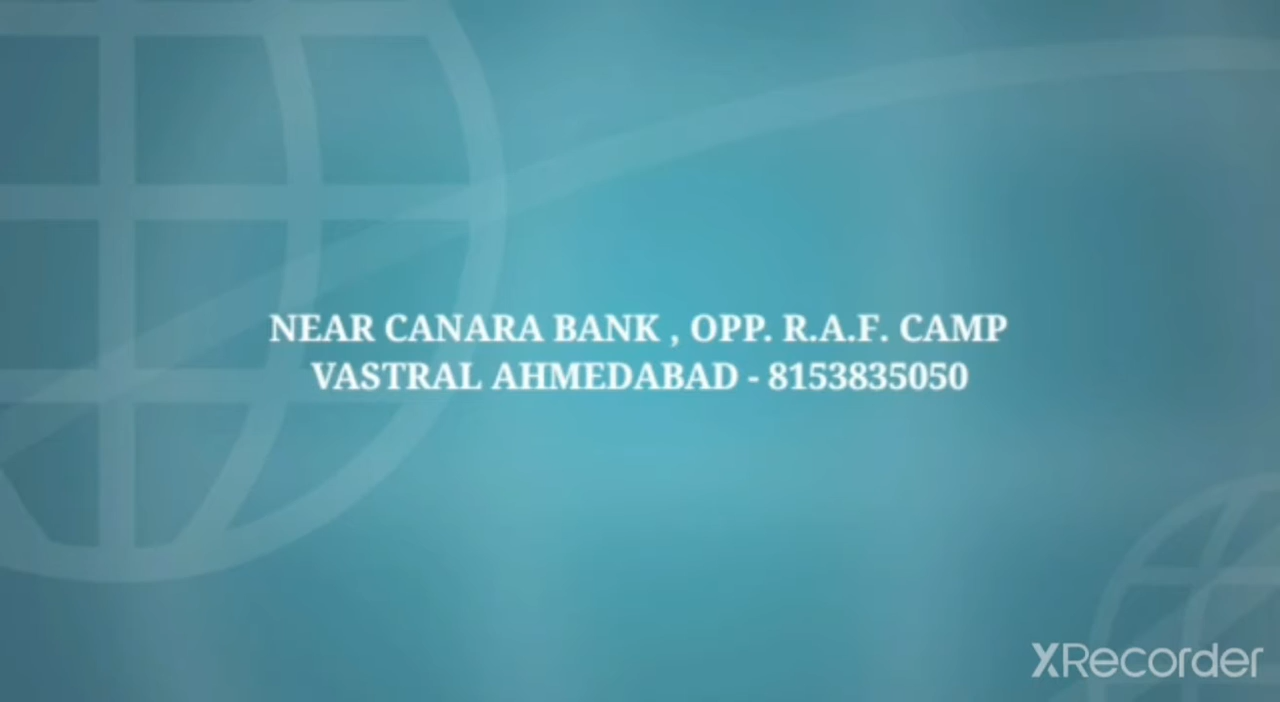 NEAR CANARA BANK , OPP. R.A.F. CAMP
VASTRAL AHMEDABAD - 8153835050
XRecorder